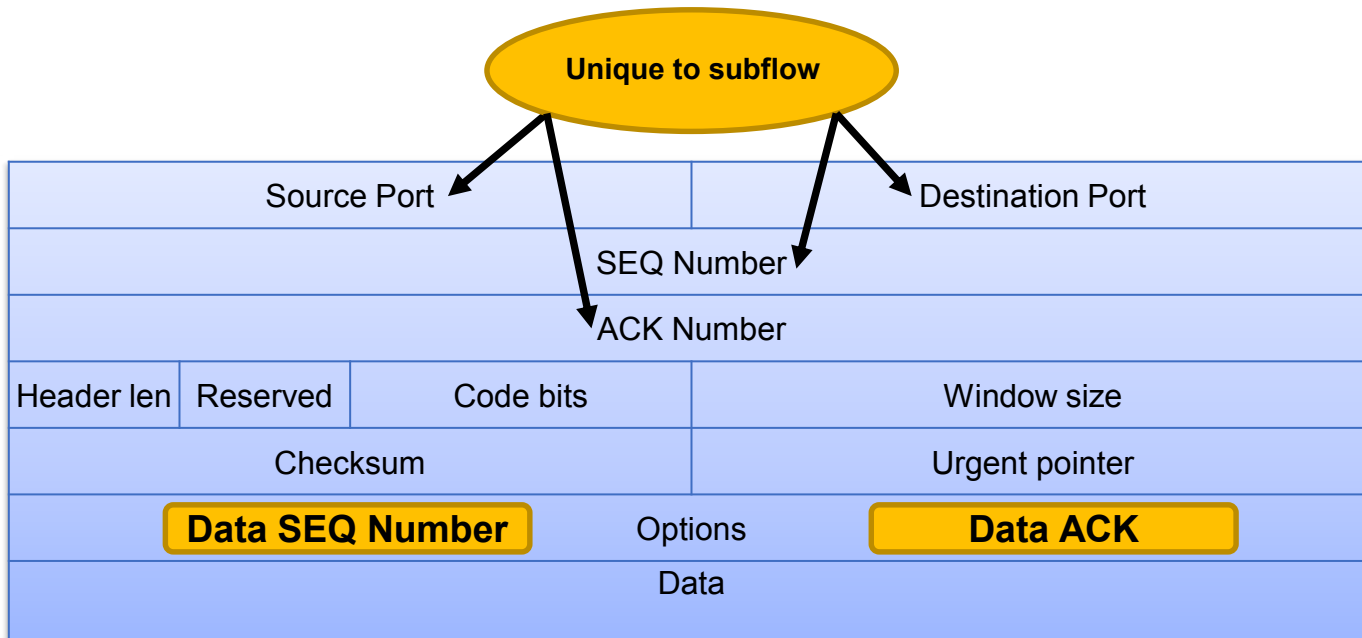 Unique to subflow
Source Port Destination Port
SEQ Number
ACK Number
Header len Reserved Code bits Window size
Checksum Urgent pointer
Data SEQ Number Options Data ACK
Data